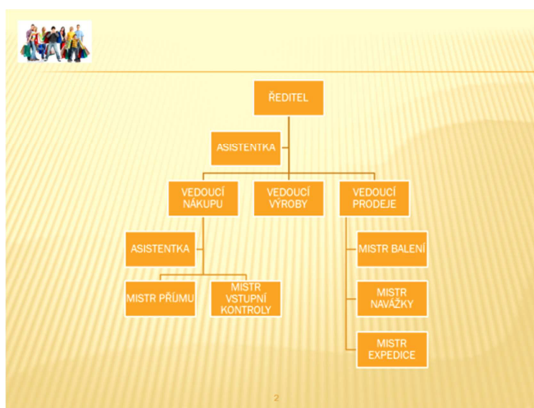 ŘEDITEL
ASISTENTKA
VEDOUCÍ
NÁKUPU
VEDOUCÍ
VÝROBY
VEDOUCÍ
PRODEJE
ASISTENTKA
MISTR BALENÍ
MISTR PŘÍJMU
MISTR
VSTUPNÍ
KONTROLY
MISTR
NAVÁŽKY
MISTR
EXPEDICE
2